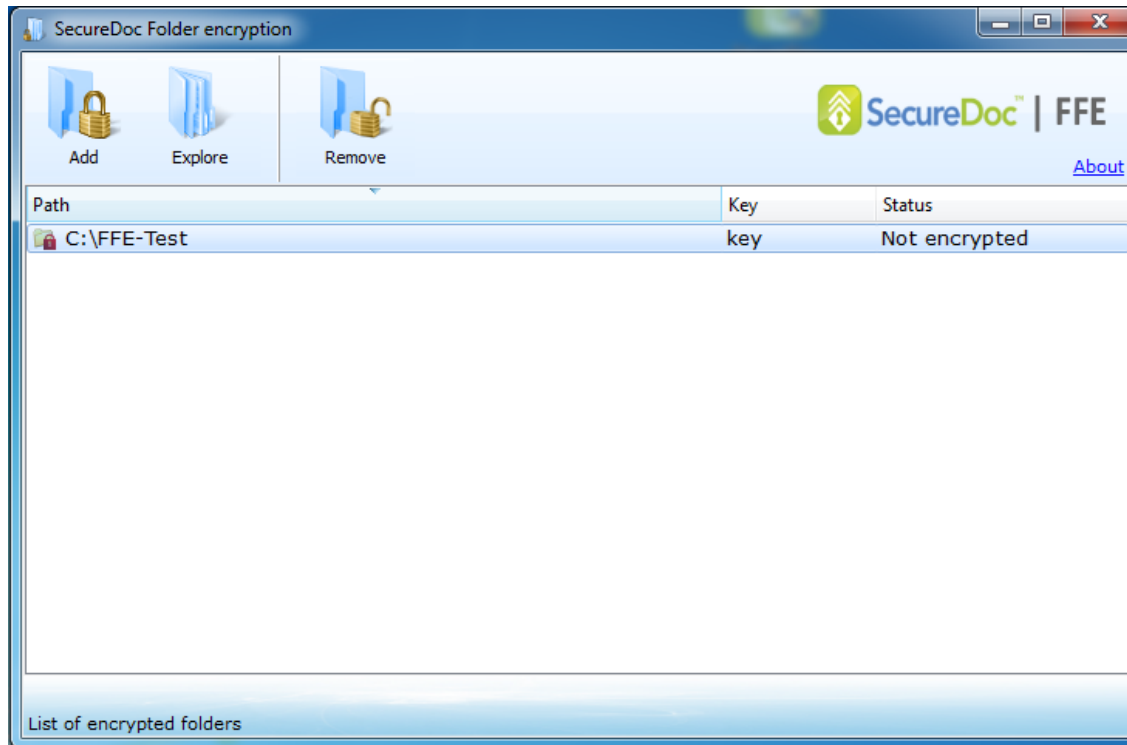 SecureDoc Folder encryption
Add Explore Remove
SecureDoc™ | FFE
About
Path Key Status
C:\FFE-Test key Not encrypted
List of encrypted folders